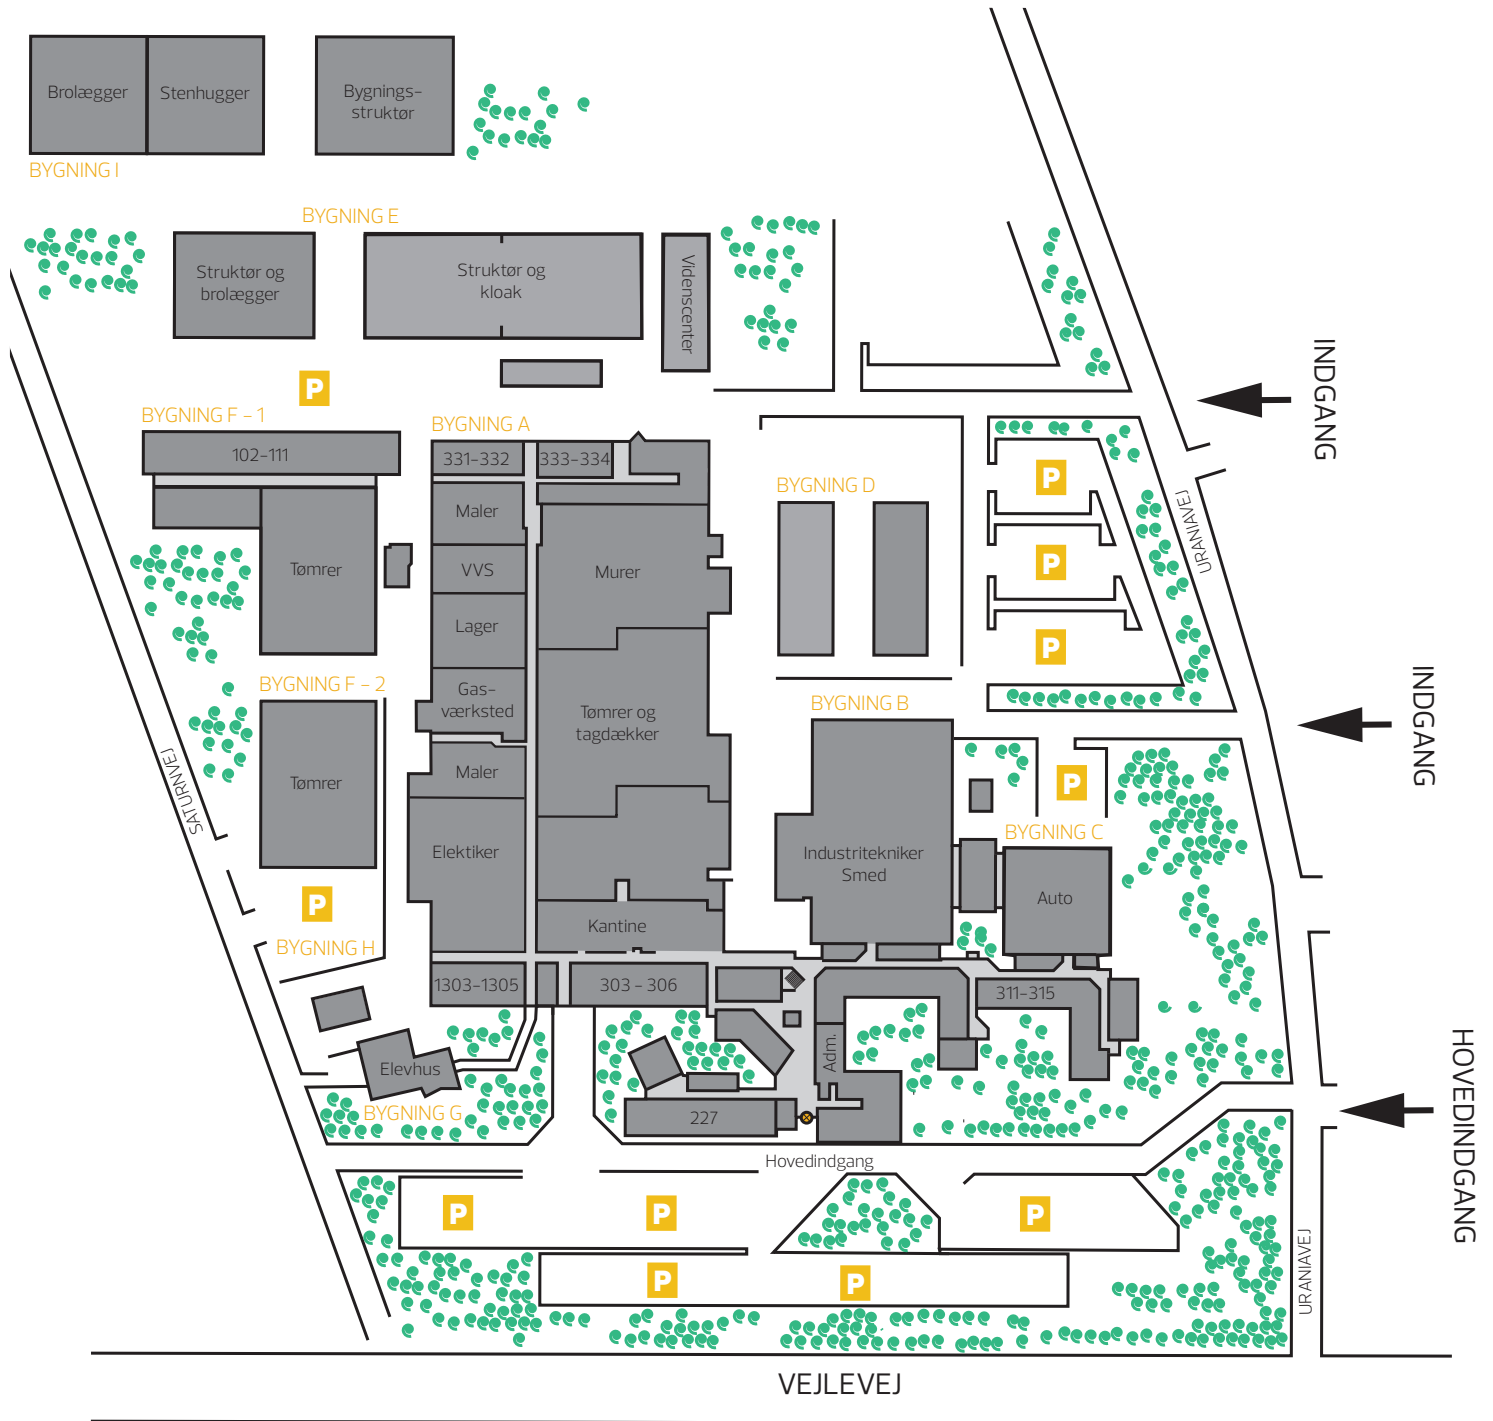 Brolægger
Stenhugger
Bygnings-
struktør
BYGNING I
BYGNING E
Struktør og
brolægger
Struktør og
kloak
Videnscenter
P
INDGANG
BYGNING F - 1
102-111
Tømrer
BYGNING A
331-332
333-334
Maler
VVS
Lager
Gas-
værksted
Maler
Elektiker
Murer
Tømrer og
tagdækker
Kantine
1303-1305
303 - 306
BYGNING D
P
P
P
URANIAVEJ
INDGANG
BYGNING F - 2
Tømrer
SATURNVEJ
P
BYGNING B
Industritekniker
Smed
P
BYGNING C
Auto
311-315
Adm.
BYGNING H
Elevhus
BYGNING G
227
Hovedindgang
HOVEDINDGANG
P
P
P
P
P
URANIAVEJ
VEJLEVEJ